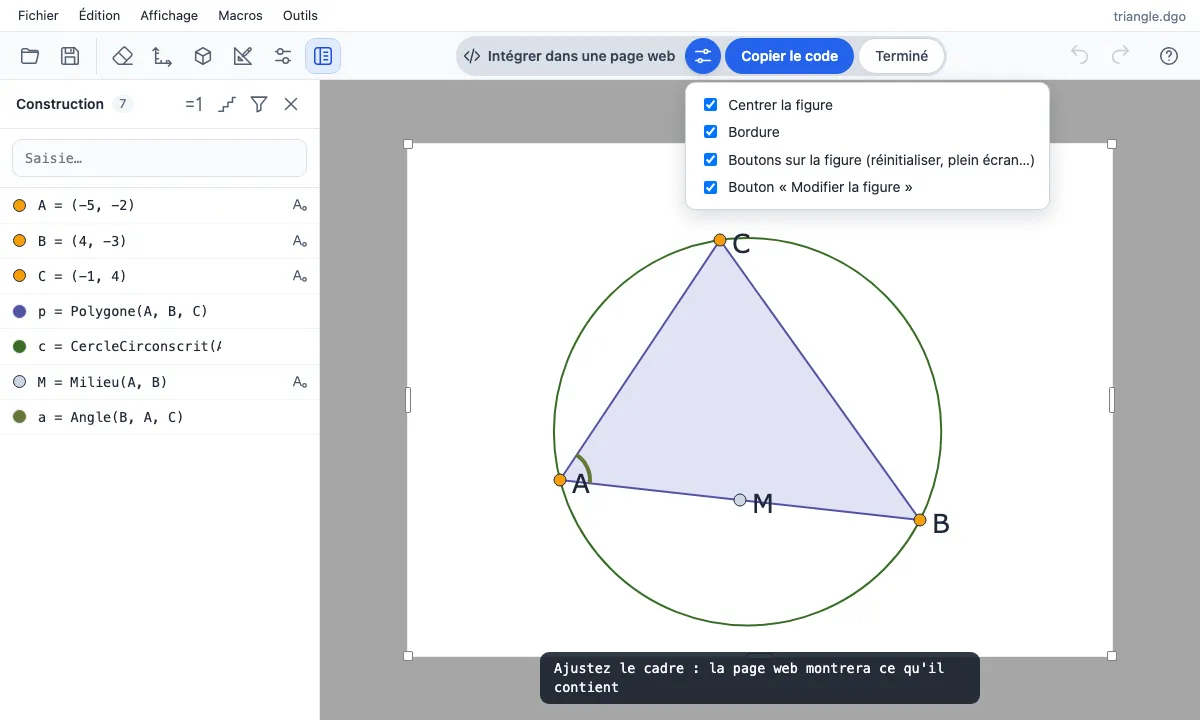 Fichier Édition Affichage Macros Outils triangle.dgo
Intégrer dans une page web Copier le code Terminé
Construction 7 =1
Centrer la figure
Bordure
Boutons sur la figure (réinitialiser, plein écran…)
Bouton « Modifier la figure »
Saisie…
A = (−5, −2)
B = (4, −3)
C = (−1, 4)
p = Polygone(A, B, C)
c = CercleCirconscrit(
M = Milieu(A, B)
a = Angle(B, A, C)
C
A
M
B
Ajustez le cadre : la page web montrera ce qu'il
contient